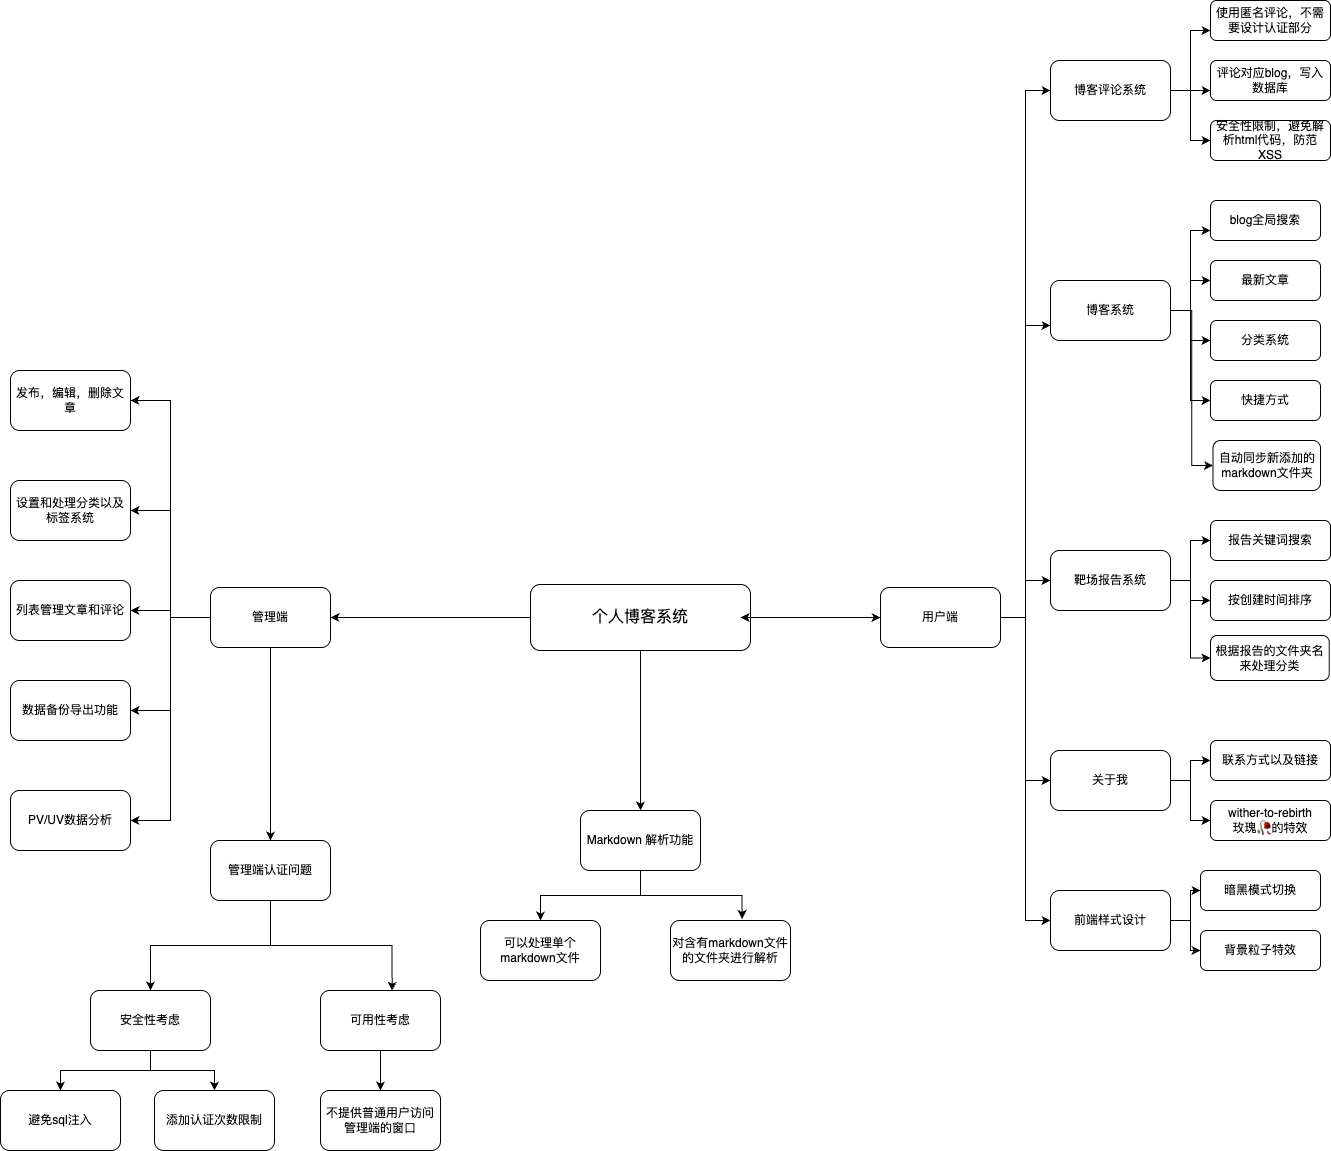 使用匿名评论，不需
要设计认证部分
博客评论系统
评论对应blog，写入
数据库
安全性限制，避免解
析html代码，防范
XSS
blog全局搜索
最新文章
博客系统
分类系统
快捷方式
自动同步新添加的
markdown文件夹
发布，编辑，删除文
章
设置和处理分类以及
标签系统
列表管理文章和评论
数据备份导出功能
PV/UV数据分析
管理端
个人博客系统
用户端
报告关键词搜索
靶场报告系统
按创建时间排序
根据报告的文件夹名
来处理分类
联系方式以及链接
关于我
wither-to-rebirth
玫瑰🥀的特效
暗黑模式切换
前端样式设计
背景粒子特效
Markdown 解析功能
可以处理单个
markdown文件
对含有markdown文件
的文件夹进行解析
管理端认证问题
安全性考虑
可用性考虑
避免sql注入
添加认证次数限制
不提供普通用户访问
管理端的窗口